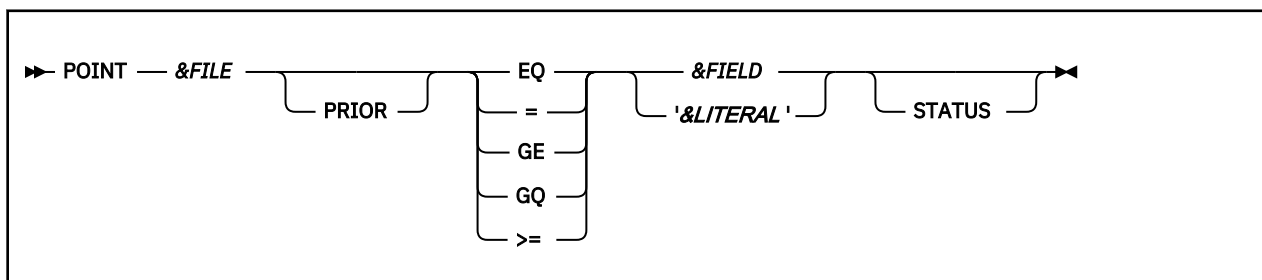 POINT &FILE EQ &FIELD
PRIOR = '&LITERAL' STATUS
GE
GQ
>=